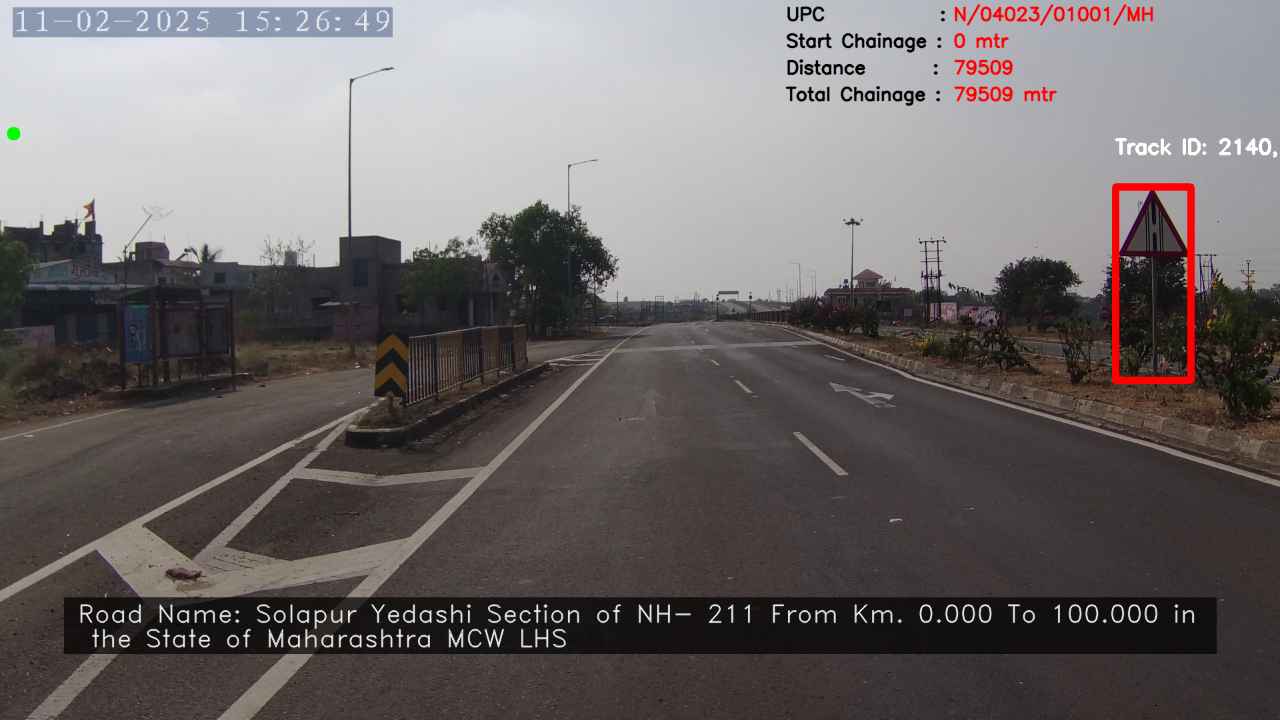 11-02-2025 15:26:49
UPC : N/04023/01001/MH
Start Chainage : 0 mtr
Distance : 79509
Total Chainage : 79509 mtr
Track ID: 2140,
Road Name: Solapur Yedashi Section of NH- 211 From Km. 0.000 To 100.000 in
the State of Maharashtra MCW LHS